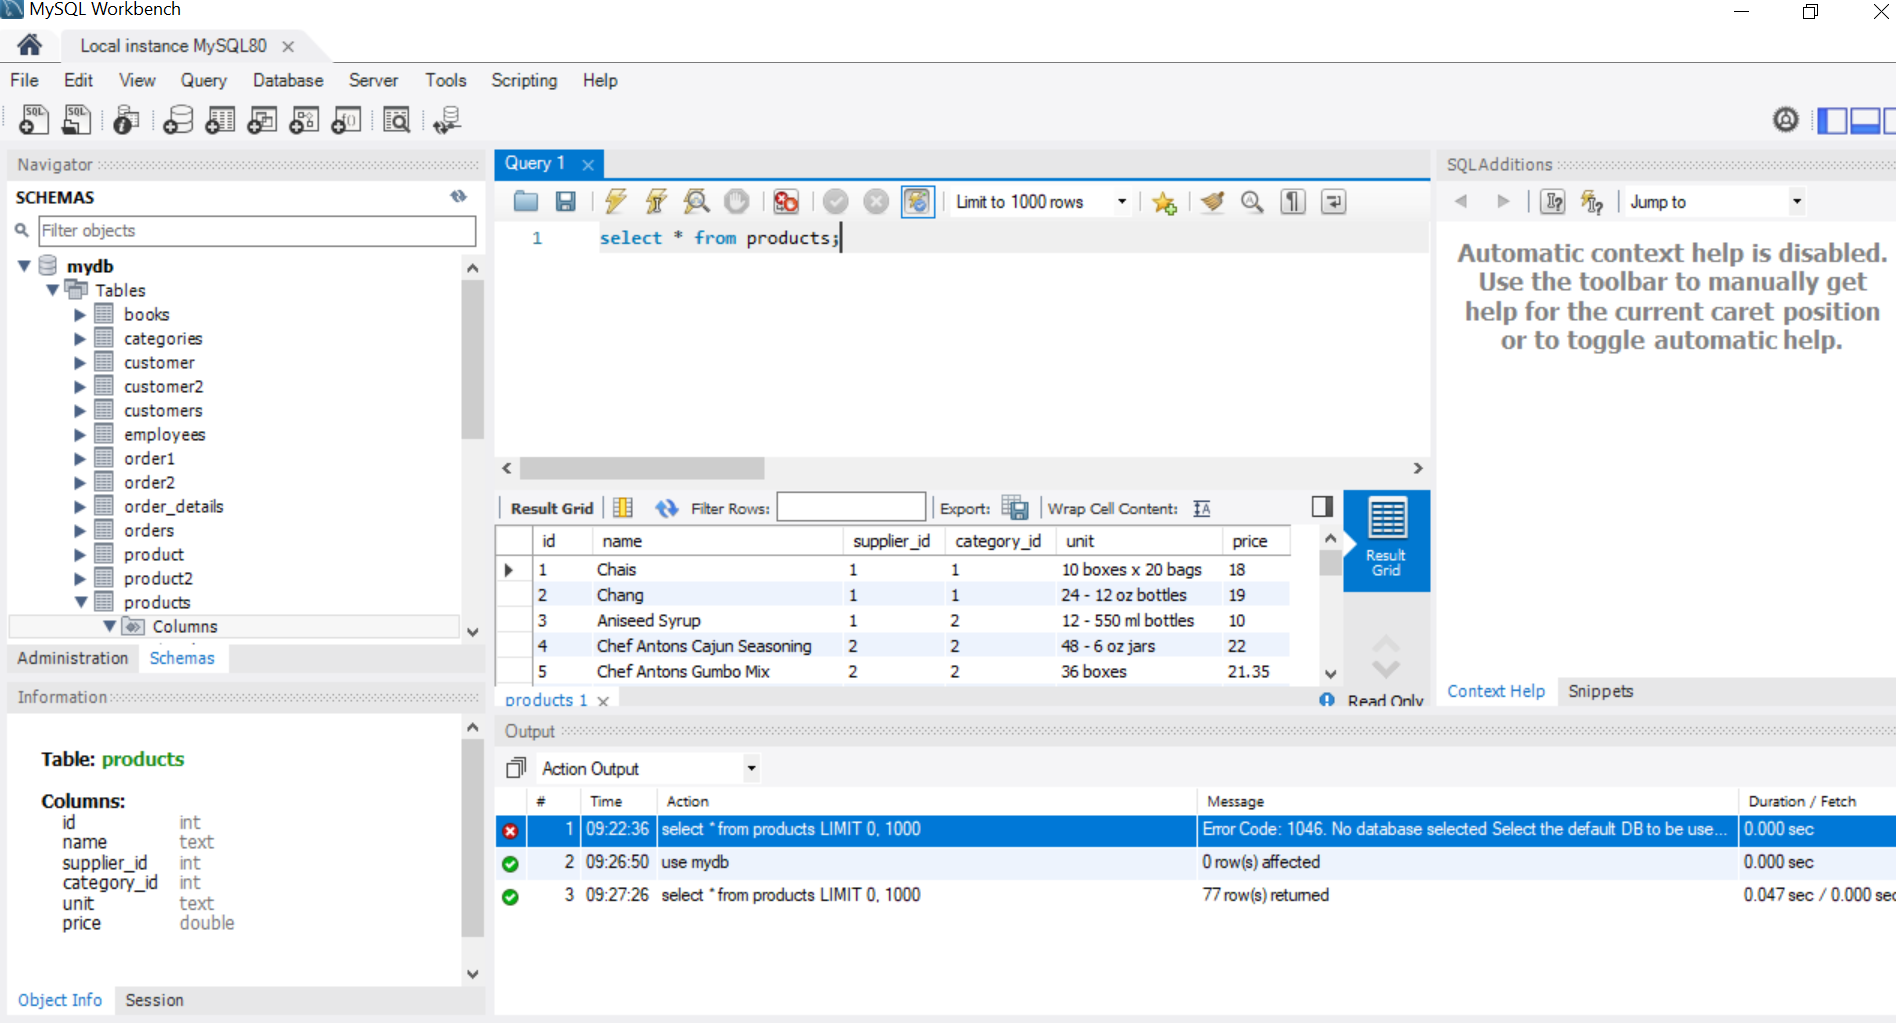 MySQL Workbench
Local instance MySQL80
File Edit View Query Database Server Tools Scripting Help
Navigator
SCHEMAS
Filter objects
mydb
Tables
books
categories
customer
customer2
customers
employees
order1
order2
order_details
orders
product
product2
products
Columns
Administration Schemas
Information
Table: products
Columns:
id int
name text
supplier_id int
category_id int
unit text
price double
Object Info Session
Query 1
Limit to 1000 rows
1 select * from products;
Result Grid Filter Rows: Export: Wrap Cell Content:
id name supplier_id category_id unit price
1 Chais 1 1 10 boxes x 20 bags 18
2 Chang 1 1 24 - 12 oz bottles 19
3 Aniseed Syrup 1 2 12 - 550 ml bottles 10
4 Chef Antons Cajun Seasoning 2 2 48 - 6 oz jars 22
5 Chef Antons Gumbo Mix 2 2 36 boxes 21.35
Result
Grid
products 1
Read Only
SQLAdditions
Jump to
Automatic context help is disabled.
Use the toolbar to manually get
help for the current caret position
or to toggle automatic help.
Context Help Snippets
Output
Action Output
# Time Action Message Duration / Fetch
1 09:22:36 select * from products LIMIT 0, 1000 Error Code: 1046. No database selected Select the default DB to be use... 0.000 sec
2 09:26:50 use mydb 0 row(s) affected 0.000 sec
3 09:27:26 select * from products LIMIT 0, 1000 77 row(s) returned 0.047 sec / 0.000 sec